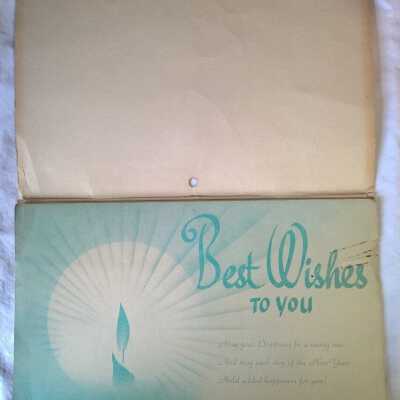 Best Wishes
TO YOU
May your Christmas be a merry one
And may each day of the New Year
Hold added happiness for you!